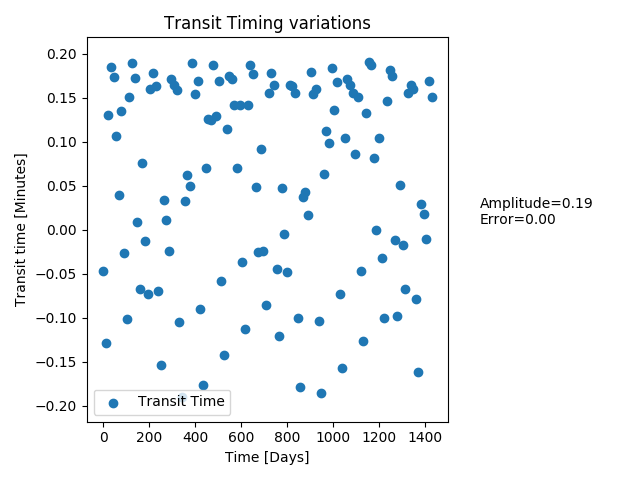 Transit Timing variations
Transit time [Minutes]
0.20
0.15
0.10
0.05
0.00
−0.05
−0.10
−0.15
−0.20
Amplitude=0.19
Error=0.00
Transit Time
0 200 400 600 800 1000 1200 1400
Time [Days]